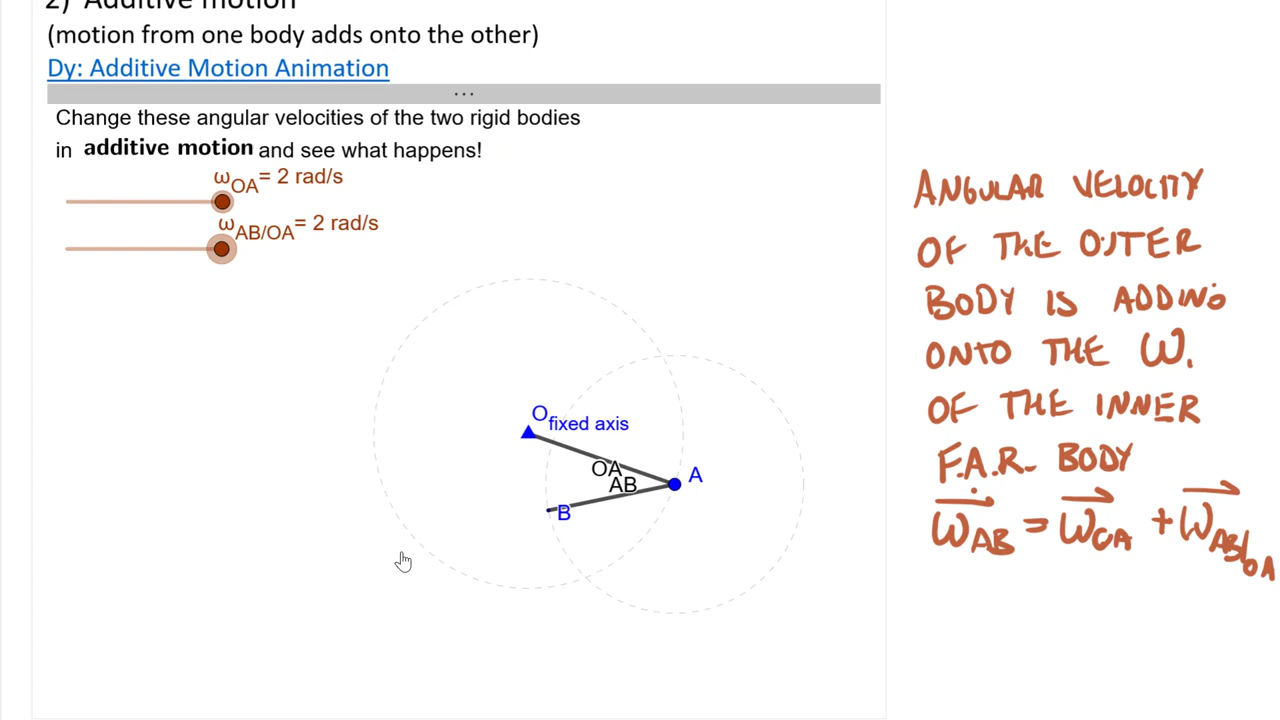 2) Additive motion
(motion from one body adds onto the other)
Dy: Additive Motion Animation
...
Change these angular velocities of the two rigid bodies
in additive motion and see what happens!
ωOA = 2 rad/s
ωAB/OA = 2 rad/s
O fixed axis
OA
AB
A
B
ANGULAR VELOCITY
OF THE OUTER
BODY IS ADDING
ONTO THE ω.
OF THE INNER
F.A.R. BODY
ωAB = ωOA + ωAB/OA